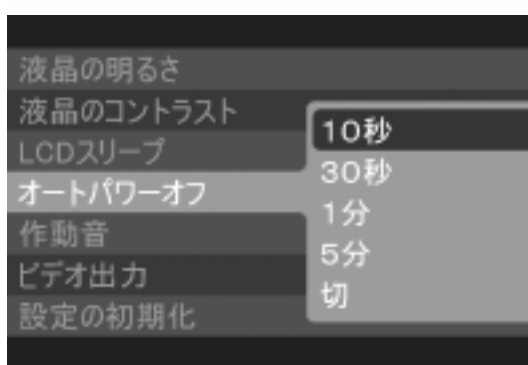 液晶の明るさ
液晶のコントラスト
LCDスリープ
オートパワーオフ
作動音
ビデオ出力
設定の初期化
10秒
30秒
1分
5分
切